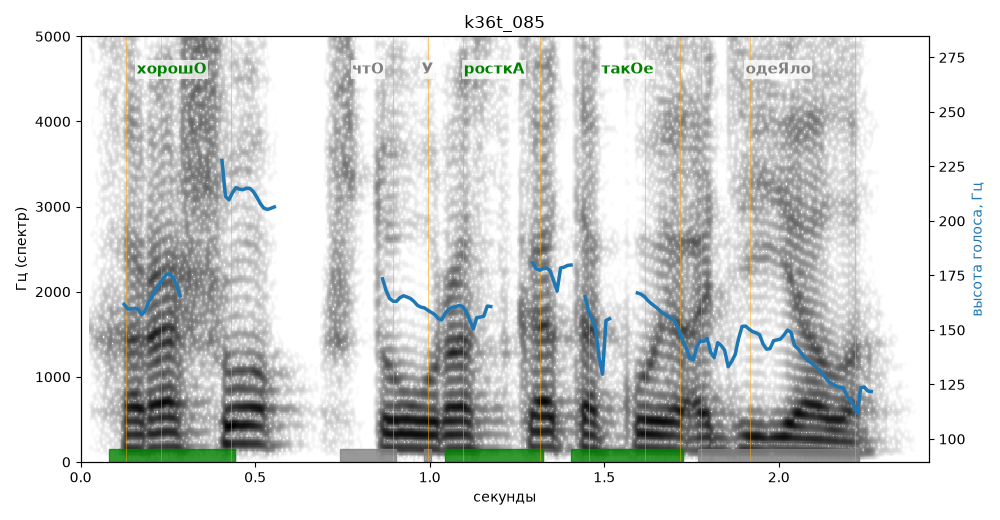 k36t_085
хорошО чтО У росткА такОе одеЯло
Гц (спектр)
5000
4000
3000
2000
1000
0
275
250
225
200
175
150
125
100
высота голоса, Гц
0.0 0.5 1.0 1.5 2.0
секунды